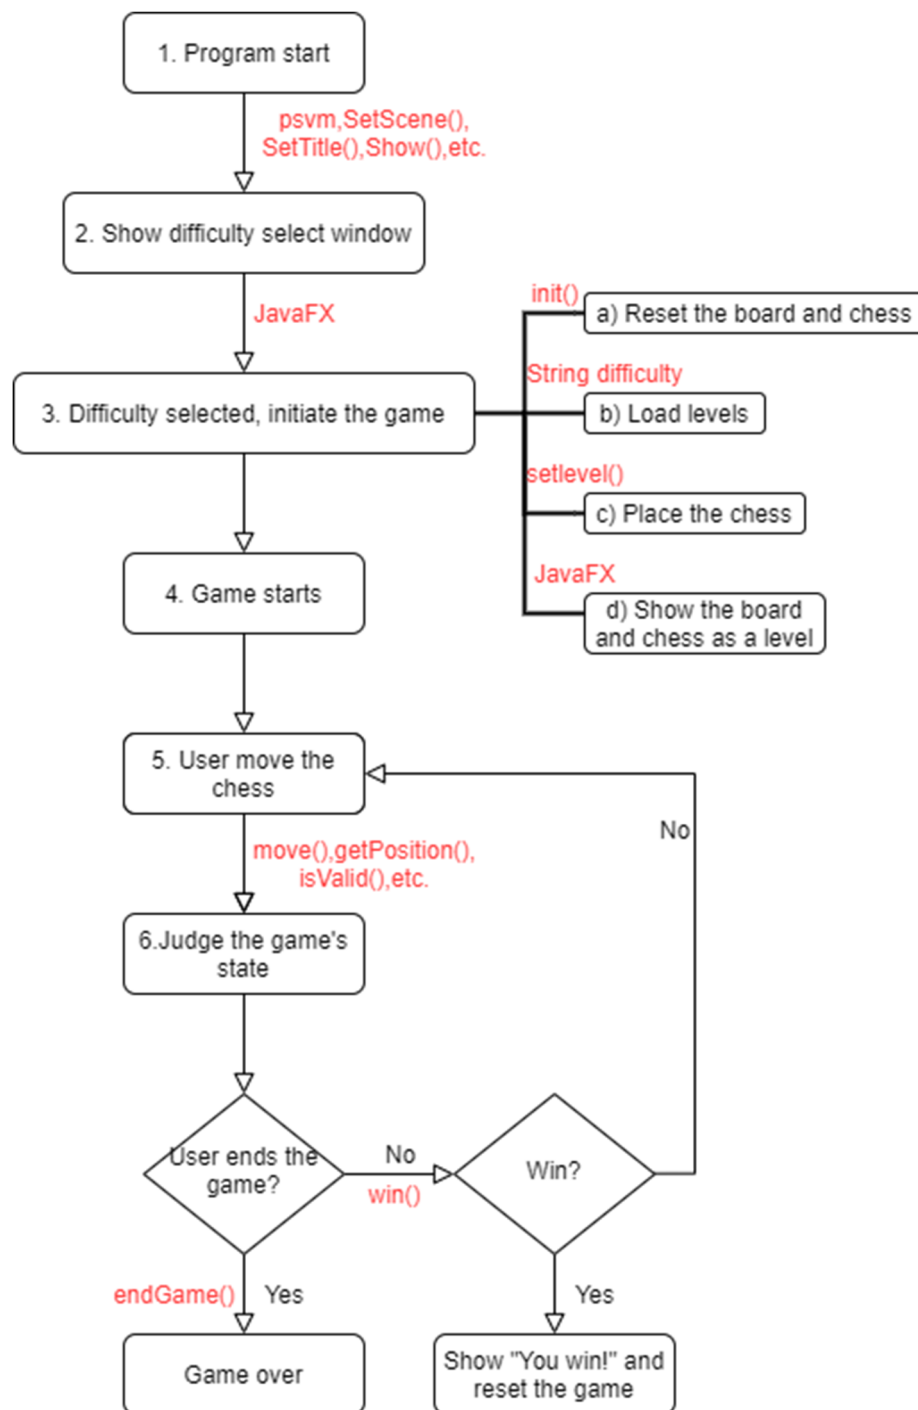 1. Program start
psvm,SetScene(),
SetTitle(),Show(),etc.
2. Show difficulty select window
JavaFX
3. Difficulty selected, initiate the game
init()
a) Reset the board and chess
String difficulty
b) Load levels
setlevel()
c) Place the chess
JavaFX
d) Show the board
and chess as a level
4. Game starts
5. User move the
chess
move(),getPosition(),
isValid(),etc.
6.Judge the game's
state
User ends the
game?
No
win()
Win?
No
endGame()
Yes
Game over
Yes
Show "You win!" and
reset the game